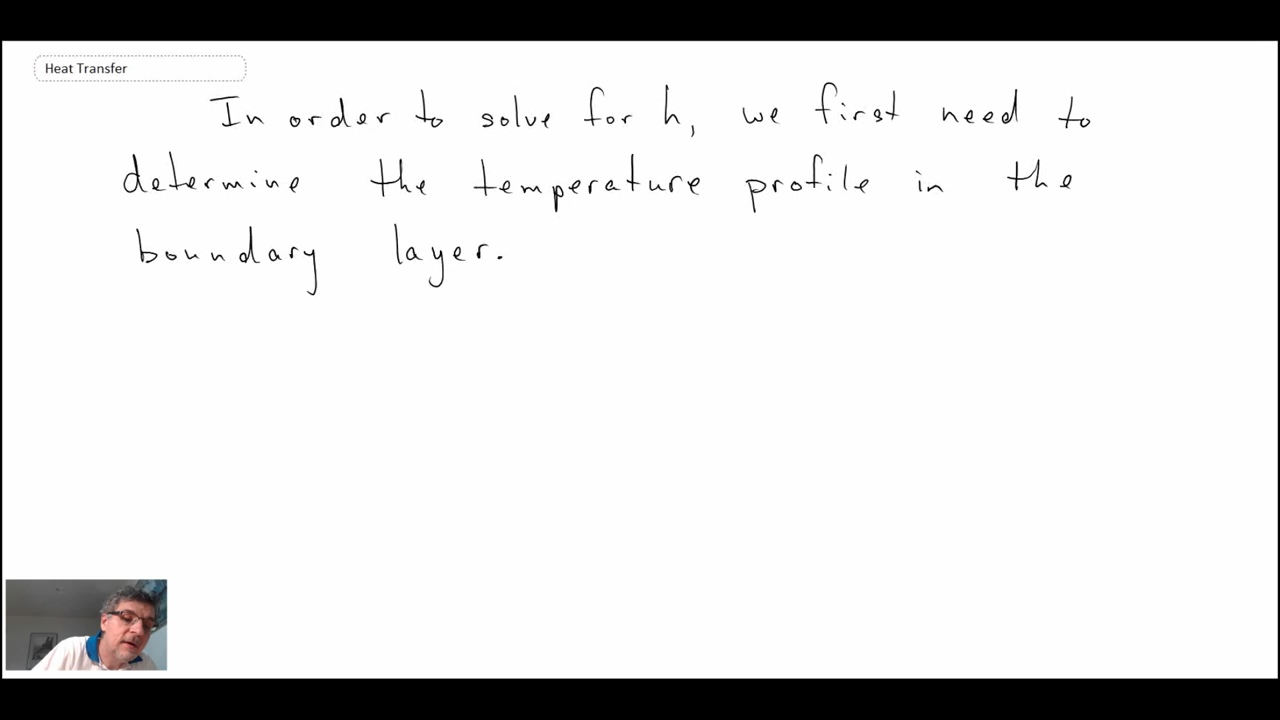 Heat Transfer
In order to solve for h, we first need to
determine the temperature profile in the
boundary layer.